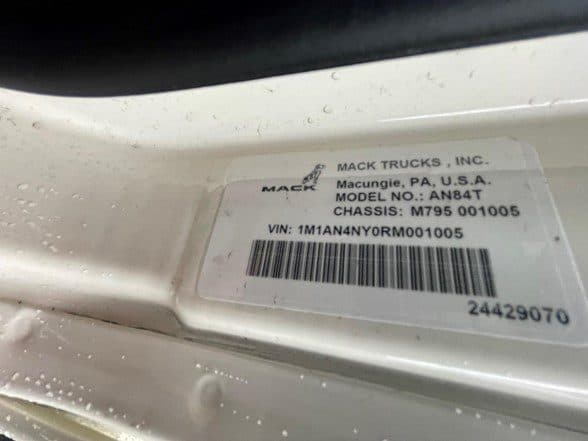 MACK
MACK TRUCKS , INC.
Macungie, PA, U.S.A.
MODEL NO.: AN84T
CHASSIS: M795 001005
VIN: 1M1AN4NY0RM001005
24429070